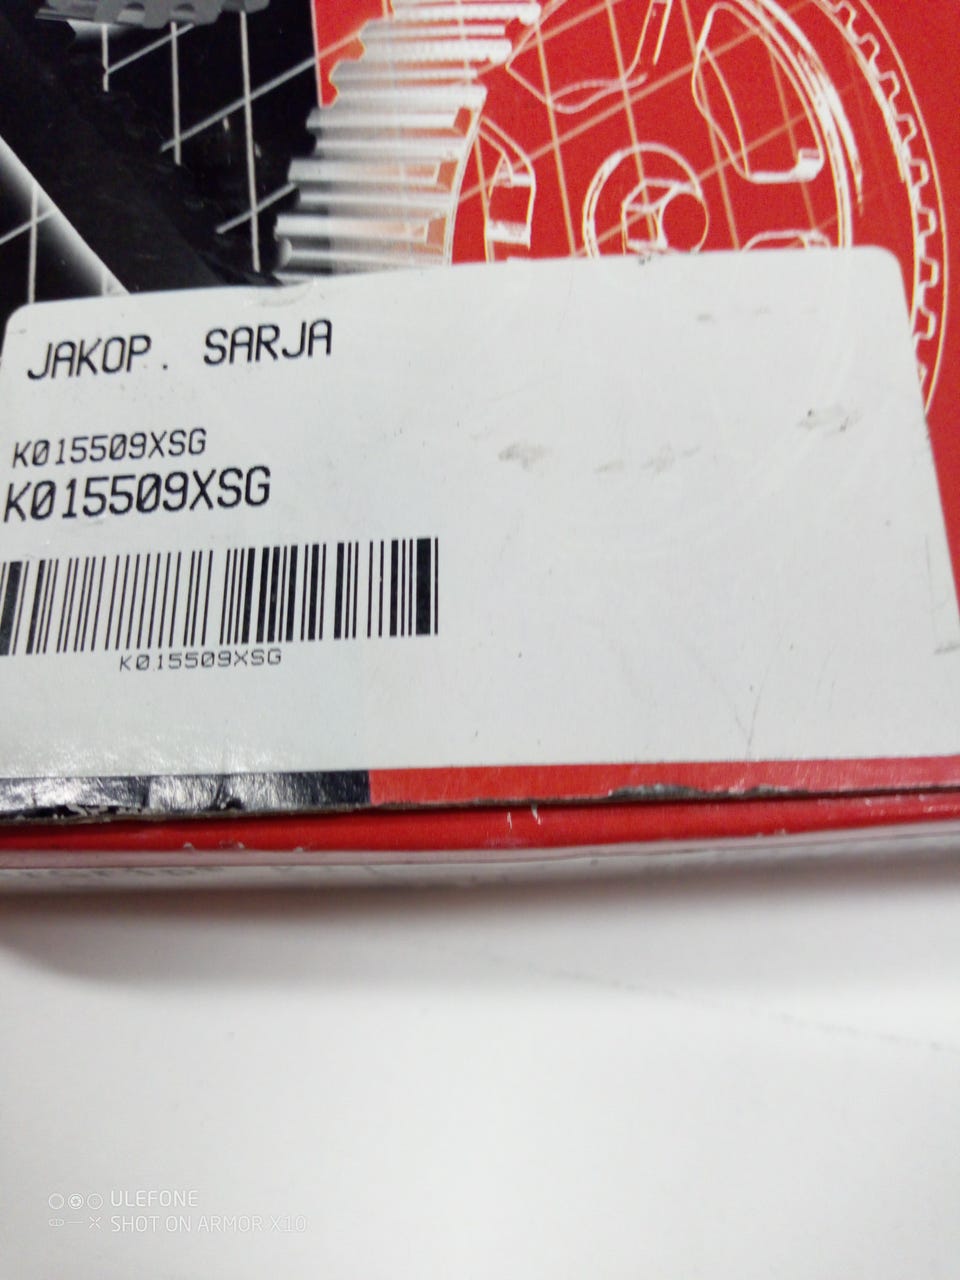 JAKOP. SARJA
K015509XSG
K015509XSG
K015509XSG
ULEFONE
SHOT ON ARMOR X10